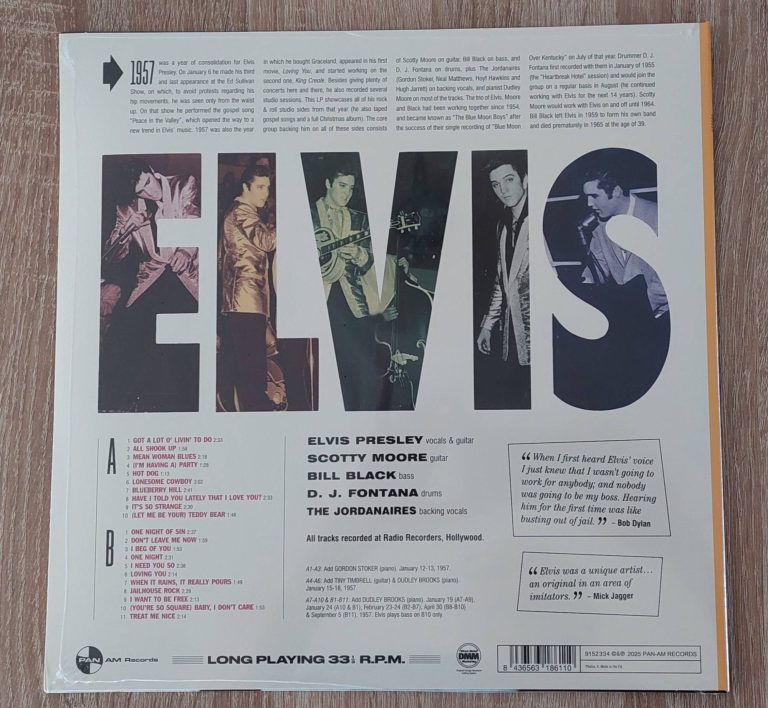 1957 was a year of consolidation for Elvis
Presley. On January 6 he made his third
and last appearance at the Ed Sullivan
Show, on which, to avoid protests regarding his
hip movements, he was seen only from the waist
up. On that show he performed the gospel song
"Peace in the Valley", which opened the way to a
new trend in Elvis' music. 1957 was also the year
in which he bought Graceland, appeared in his first
movie, Loving You, and started working on the
second one, King Creole. Besides giving plenty of
concerts here and there, he also recorded several
studio sessions. This LP showcases all of his rock
& roll studio sides from that year (he also taped
gospel songs and a full Christmas album). The core
group backing him on all of these sides consists
of Scotty Moore on guitar, Bill Black on bass, and
D. J. Fontana on drums, plus The Jordanaires
(Gordon Stoker, Neal Matthews, Hoyt Hawkins and
Hugh Jarrett) on backing vocals, and pianist Dudley
Moore on most of the tracks. The trio of Elvis, Moore
and Black had been working together since 1954,
and became known as "The Blue Moon Boys" after
the success of their single recording of "Blue Moon
Over Kentucky" on July of that year. Drummer D. J.
Fontana first recorded with them in January of 1955
(the "Heartbreak Hotel" session) and would join the
group on a regular basis in August (he continued
working with Elvis for the next 14 years). Scotty
Moore would work with Elvis on and off until 1964.
Bill Black left Elvis in 1959 to form his own band
and died prematurely in 1965 at the age of 39.
ELVIS
A
1 GOT A LOT O' LIVIN' TO DO 2:33
2 ALL SHOOK UP 1:58
3 MEAN WOMAN BLUES 2:18
4 (I'M HAVING A) PARTY 1:28
5 HOT DOG 1:13
6 LONESOME COWBOY 3:02
7 BLUEBERRY HILL 2:41
8 HAVE I TOLD YOU LATELY THAT I LOVE YOU? 2:33
9 IT'S SO STRANGE 2:30
10 (LET ME BE YOUR) TEDDY BEAR 1:48
B
1 ONE NIGHT OF SIN 2:37
2 DON'T LEAVE ME NOW 1:59
3 I BEG OF YOU 1:53
4 ONE NIGHT 2:31
5 I NEED YOU SO 2:38
6 LOVING YOU 2:14
7 WHEN IT RAINS, IT REALLY POURS 1:49
8 JAILHOUSE ROCK 2:29
9 I WANT TO BE FREE 2:13
10 (YOU'RE SO SQUARE) BABY, I DON'T CARE 1:53
11 TREAT ME NICE 2:14
ELVIS PRESLEY vocals & guitar
SCOTTY MOORE guitar
BILL BLACK bass
D. J. FONTANA drums
THE JORDANAIRES backing vocals
All tracks recorded at Radio Recorders, Hollywood.
A1-A3: Add GORDON STOKER (piano). January 12-13, 1957.
A4-A6: Add TINY TIMBRELL (guitar) & DUDLEY BROOKS (piano).
January 15-18, 1957.
A7-A10 & B1-B11: Add DUDLEY BROOKS (piano). January 19 (A7-A9),
January 24 (A10 & B1), February 23-24 (B2-B7), April 30 (B8-B10)
& September 5 (B11), 1957. Elvis plays bass on B10 only.
"When I first heard Elvis' voice
I just knew that I wasn't going to
work for anybody; and nobody
was going to be my boss. Hearing
him for the first time was like
busting out of jail." – Bob Dylan
"Elvis was a unique artist...
an original in an area of
imitators." – Mick Jagger
PAN AM Records
LONG PLAYING 33 1/3 R.P.M.
DMM
8 436563 186110
9152334 ©&℗ 2025 PAN-AM RECORDS